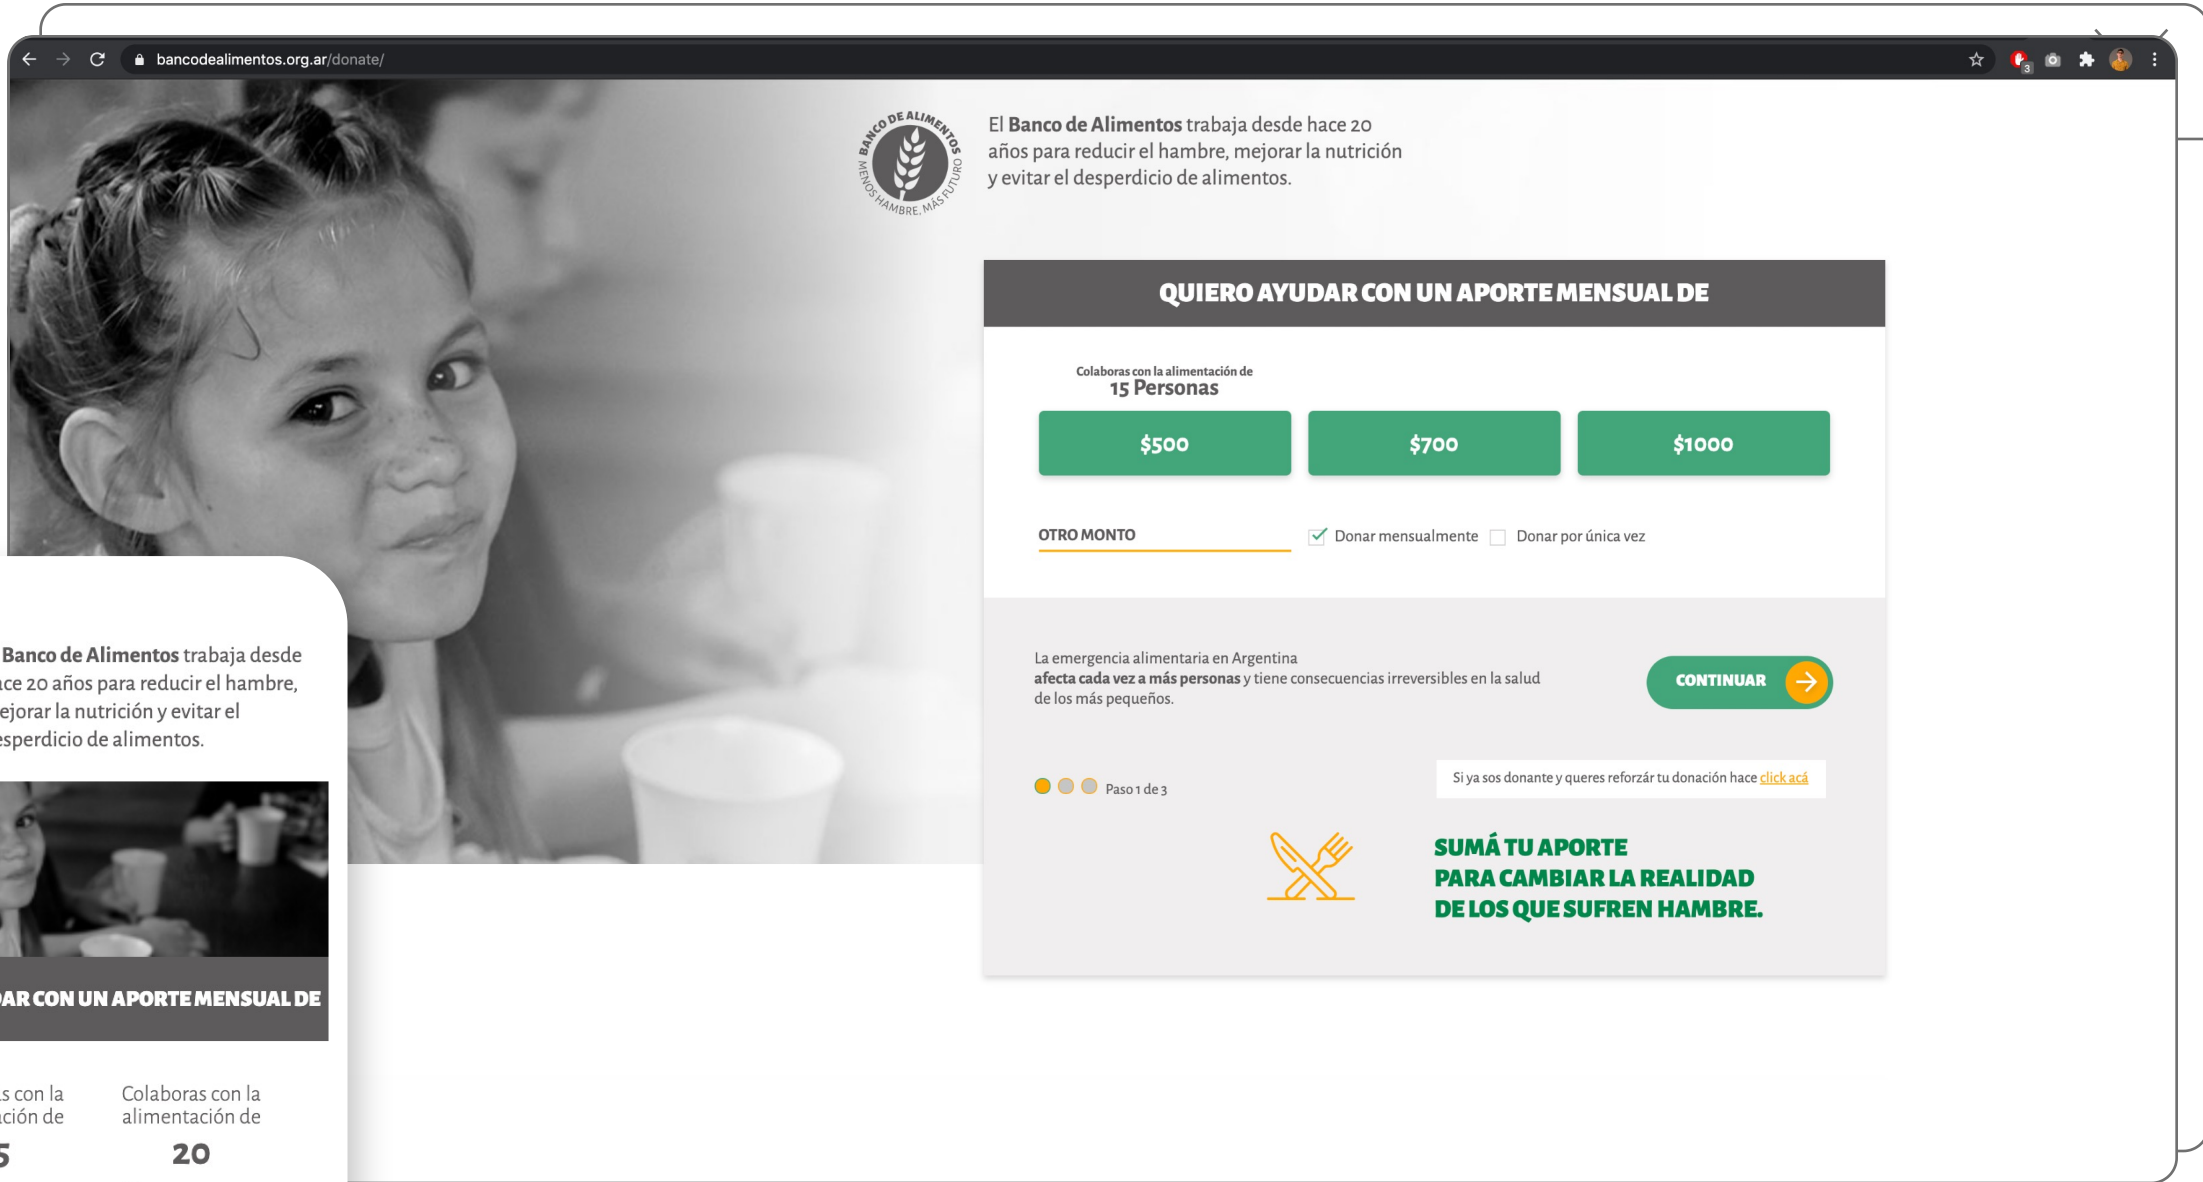 bancodealimentos.org.ar/donate/
3
BANCO DE ALIMENTOS
MENOS HAMBRE, MÁS FUTURO
El Banco de Alimentos trabaja desde hace 20
años para reducir el hambre, mejorar la nutrición
y evitar el desperdicio de alimentos.
QUIERO AYUDAR CON UN APORTE MENSUAL DE
Colaboras con la alimentación de
15 Personas
$500
$700
$1000
OTRO MONTO
Donar mensualmente
Donar por única vez
La emergencia alimentaria en Argentina
afecta cada vez a más personas y tiene consecuencias irreversibles en la salud
de los más pequeños.
CONTINUAR
Paso 1 de 3
Si ya sos donante y queres reforzár tu donación hace click acá
SUMÁ TU APORTE
PARA CAMBIAR LA REALIDAD
DE LOS QUE SUFREN HAMBRE.
Banco de Alimentos trabaja desde
ace 20 años para reducir el hambre,
ejorar la nutrición y evitar el
esperdicio de alimentos.
DAR CON UN APORTE MENSUAL DE
as con la
ación de
5
Colaboras con la
alimentación de
20